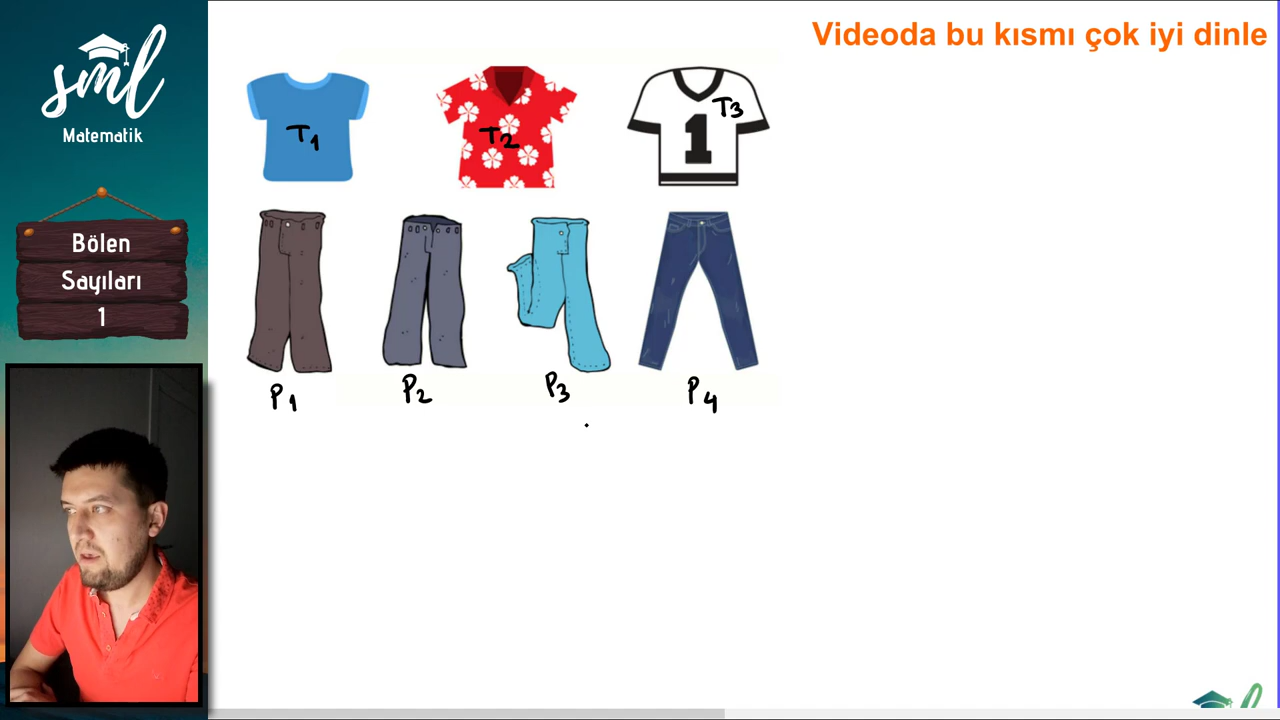 Videoda bu kısmı çok iyi dinle
sml
Matematik
Bölen
Sayıları
1
T1
T2
T3
1
P1
P2
P3
P4